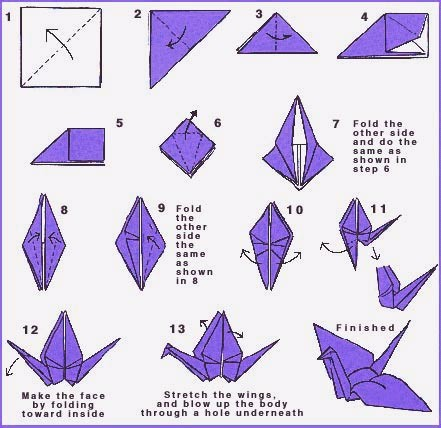 1
2
3
4
5
6
7 Fold the
other side
and do the
same as
shown in
step 6
8
9 Fold
the
other
side
the
same
as
shown
in 8
10
11
12
Make the face
by folding
toward inside
13
Stretch the wings,
and blow up the body
through a hole underneath
Finished